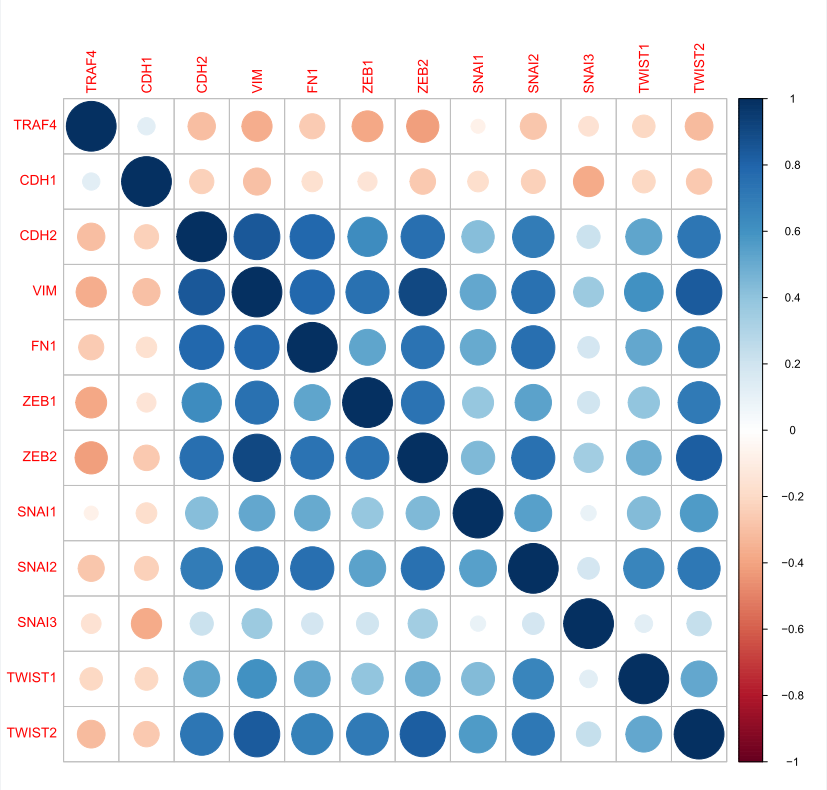 TRAF4 CDH1 CDH2 VIM FN1 ZEB1 ZEB2 SNAI1 SNAI2 SNAI3 TWIST1 TWIST2
TRAF4
CDH1
CDH2
VIM
FN1
ZEB1
ZEB2
SNAI1
SNAI2
SNAI3
TWIST1
TWIST2
1
0.8
0.6
0.4
0.2
0
−0.2
−0.4
−0.6
−0.8
−1